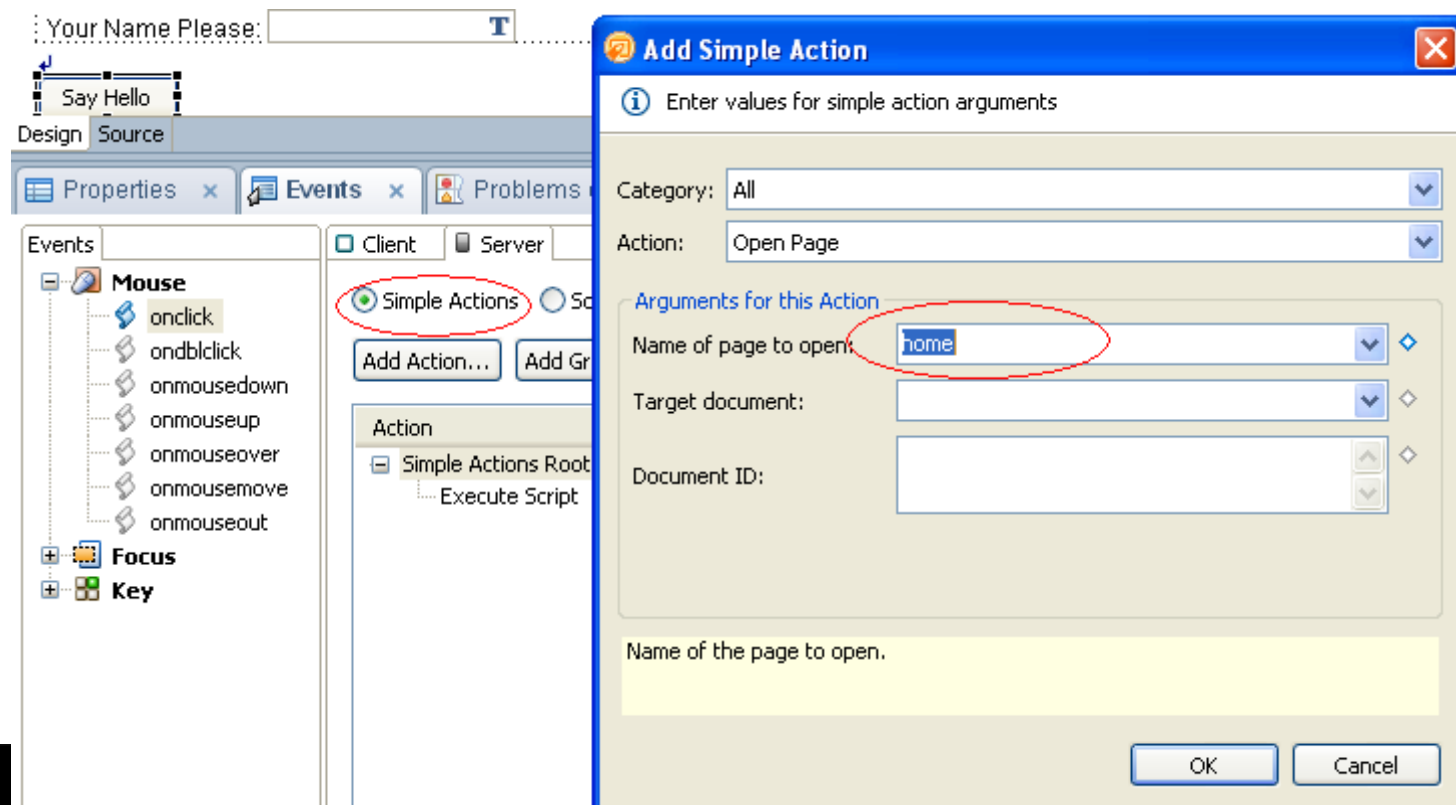 Your Name Please:
T
Say Hello
Design Source
Properties Events Problems
Events
Mouse
onclick
ondblclick
onmousedown
onmouseup
onmouseover
onmousemove
onmouseout
Focus
Key
Client Server
Simple Actions
Add Action... Add Gr
Action
Simple Actions Root
Execute Script
Add Simple Action
Enter values for simple action arguments
Category: All
Action: Open Page
Arguments for this Action
Name of page to open: home
Target document:
Document ID:
Name of the page to open.
OK Cancel